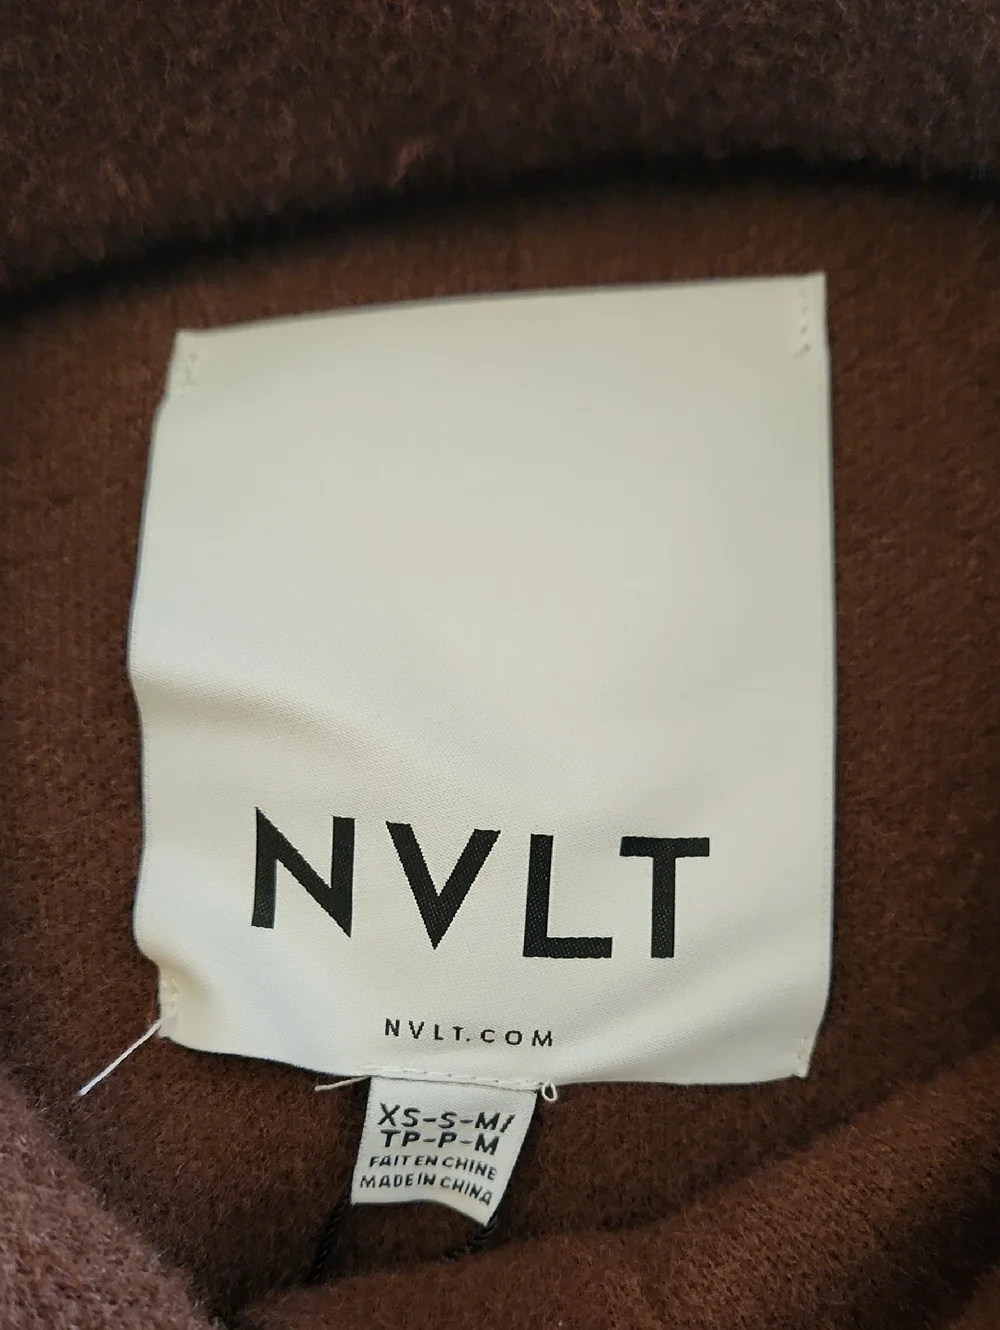 NVLT
NVLT.COM
XS-S-M/
TP-P-M
FAIT EN CHINE
MADE IN CHINA